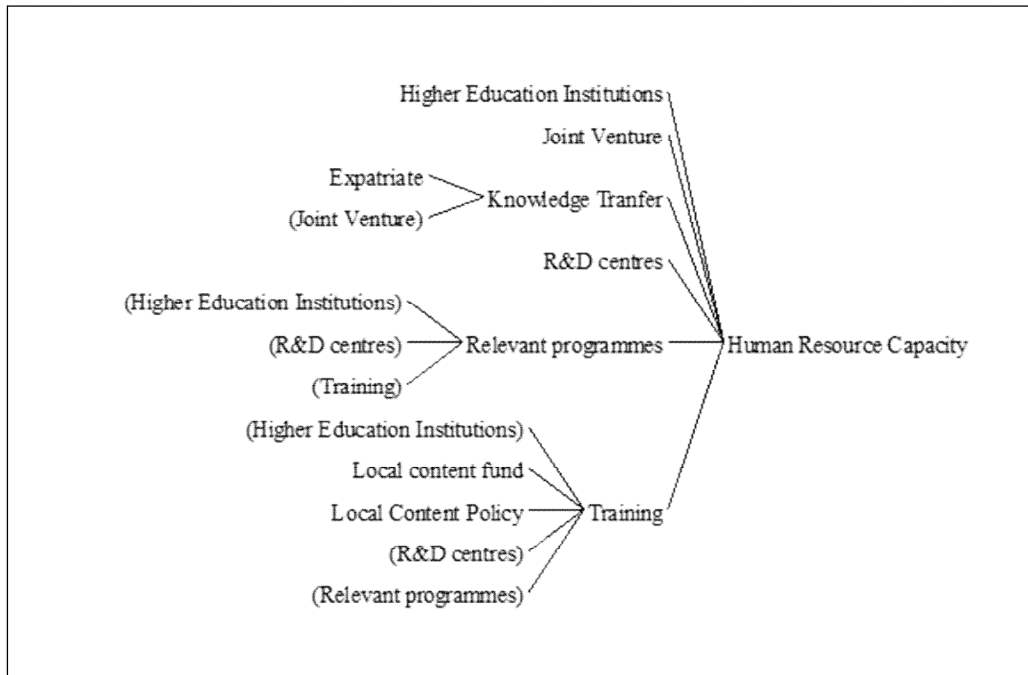 Higher Education Institutions
Joint Venture
Expatriate
Knowledge Tranfer
(Joint Venture)
R&D centres
(Higher Education Institutions)
(R&D centres)
Relevant programmes
Human Resource Capacity
(Training)
(Higher Education Institutions)
Local content fund
Local Content Policy
Training
(R&D centres)
(Relevant programmes)